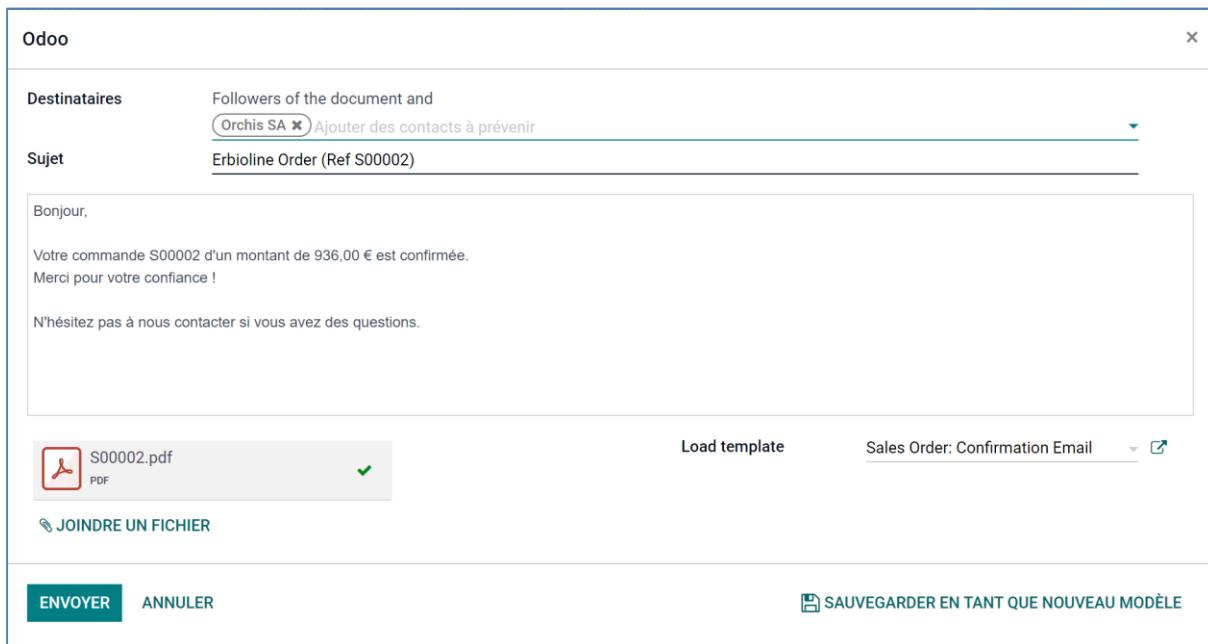 Odoo
Destinataires
Followers of the document and
Orchis SA Ajouter des contacts à prévenir
Sujet
Erbioline Order (Ref S00002)
Bonjour,
Votre commande S00002 d'un montant de 936,00 € est confirmée.
Merci pour votre confiance !
N'hésitez pas à nous contacter si vous avez des questions.
S00002.pdf
PDF
Load template
Sales Order: Confirmation Email
JOINDRE UN FICHIER
ENVOYER
ANNULER
SAUVEGARDER EN TANT QUE NOUVEAU MODÈLE